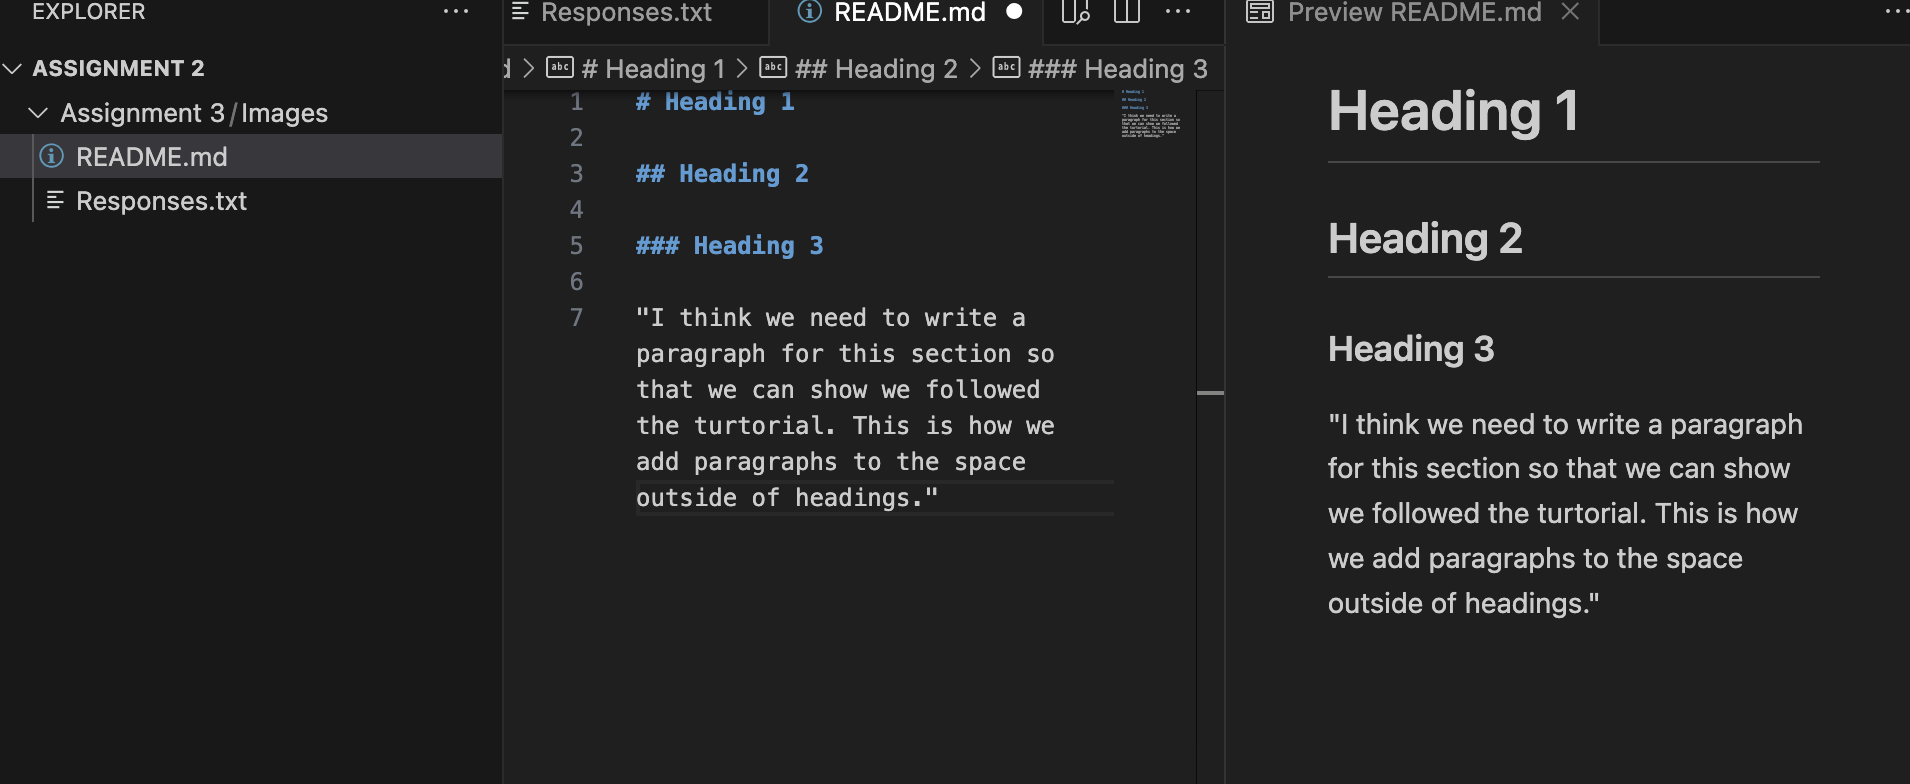 EXPLORER
ASSIGNMENT 2
Assignment 3/Images
README.md
Responses.txt
Responses.txt
README.md
# Heading 1 > ## Heading 2 > ### Heading 3
1 # Heading 1
2
3 ## Heading 2
4
5 ### Heading 3
6
7 "I think we need to write a
paragraph for this section so
that we can show we followed
the turtorial. This is how we
add paragraphs to the space
outside of headings."
Preview README.md
Heading 1
Heading 2
Heading 3
"I think we need to write a paragraph
for this section so that we can show
we followed the turtorial. This is how
we add paragraphs to the space
outside of headings."